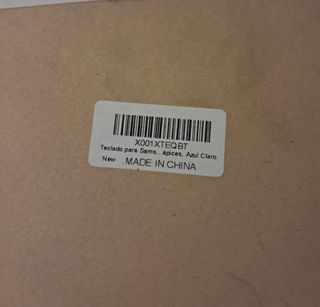 X001XTEQBT
Teclado para Sams...ápices, Azul Claro
New .MADE IN CHINA